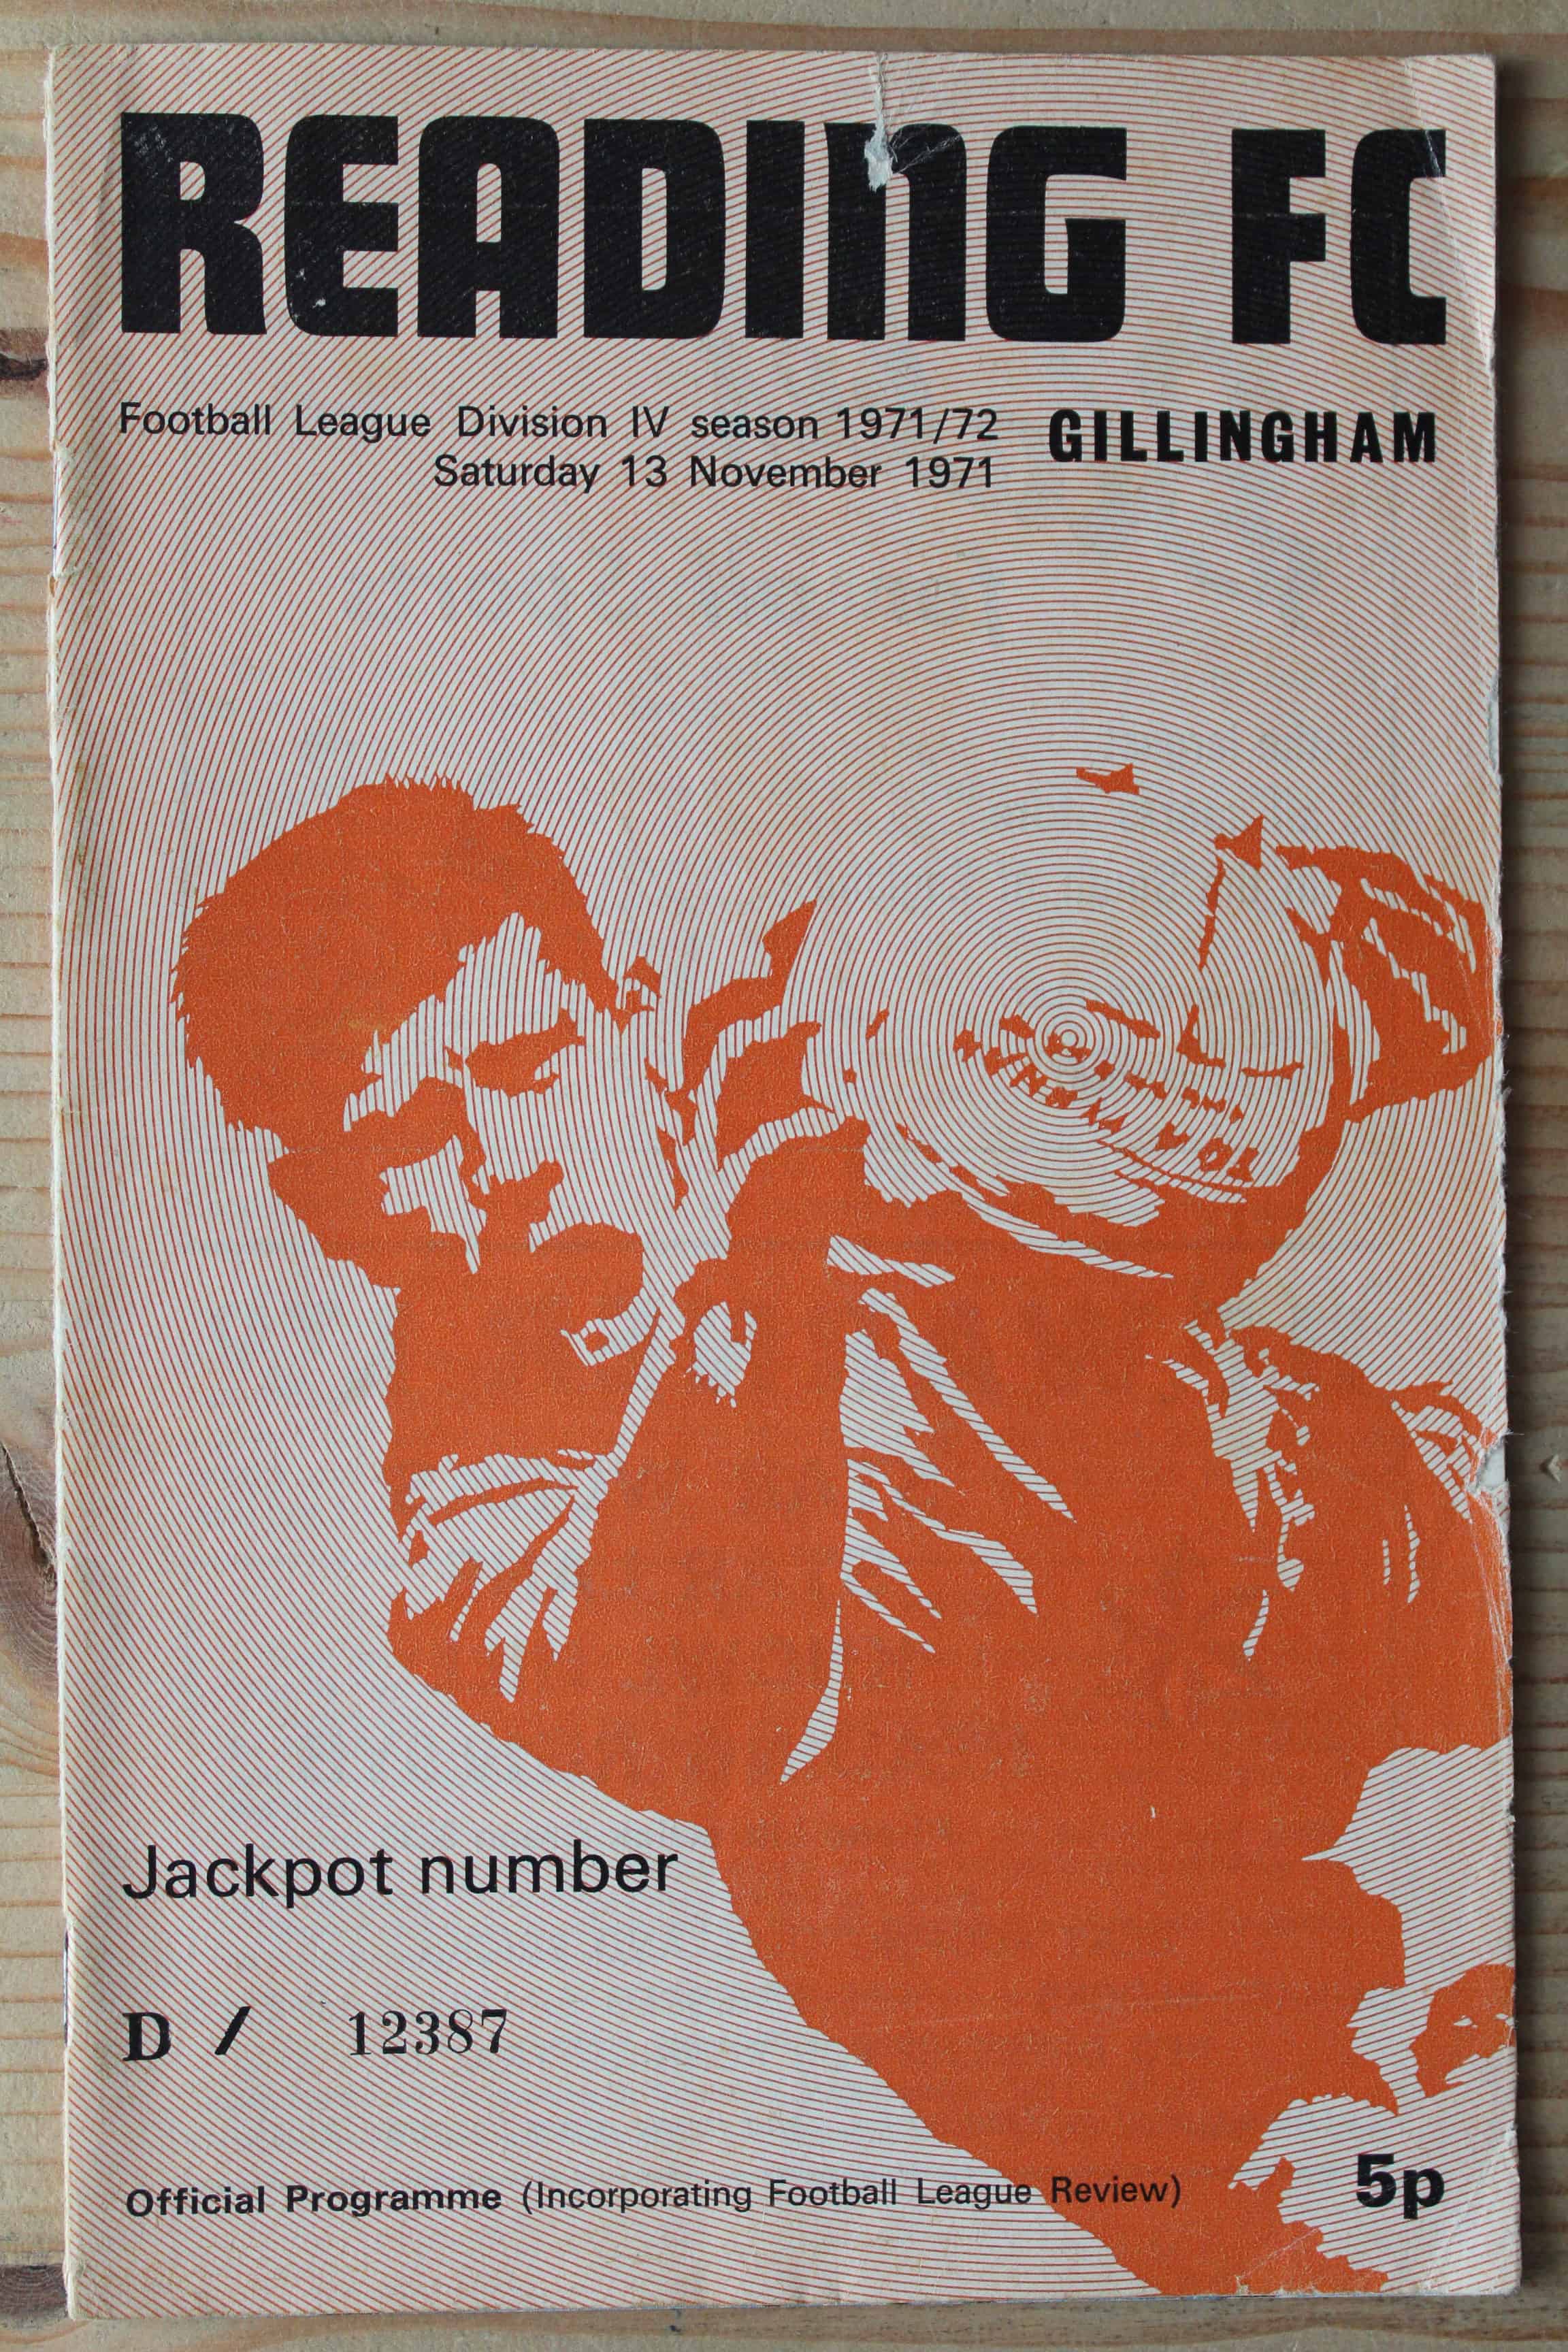 READING FC
Football League Division IV season 1971/72 GILLINGHAM
Saturday 13 November 1971
Jackpot number
D / 12387
Official Programme (Incorporating Football League Review) 5p